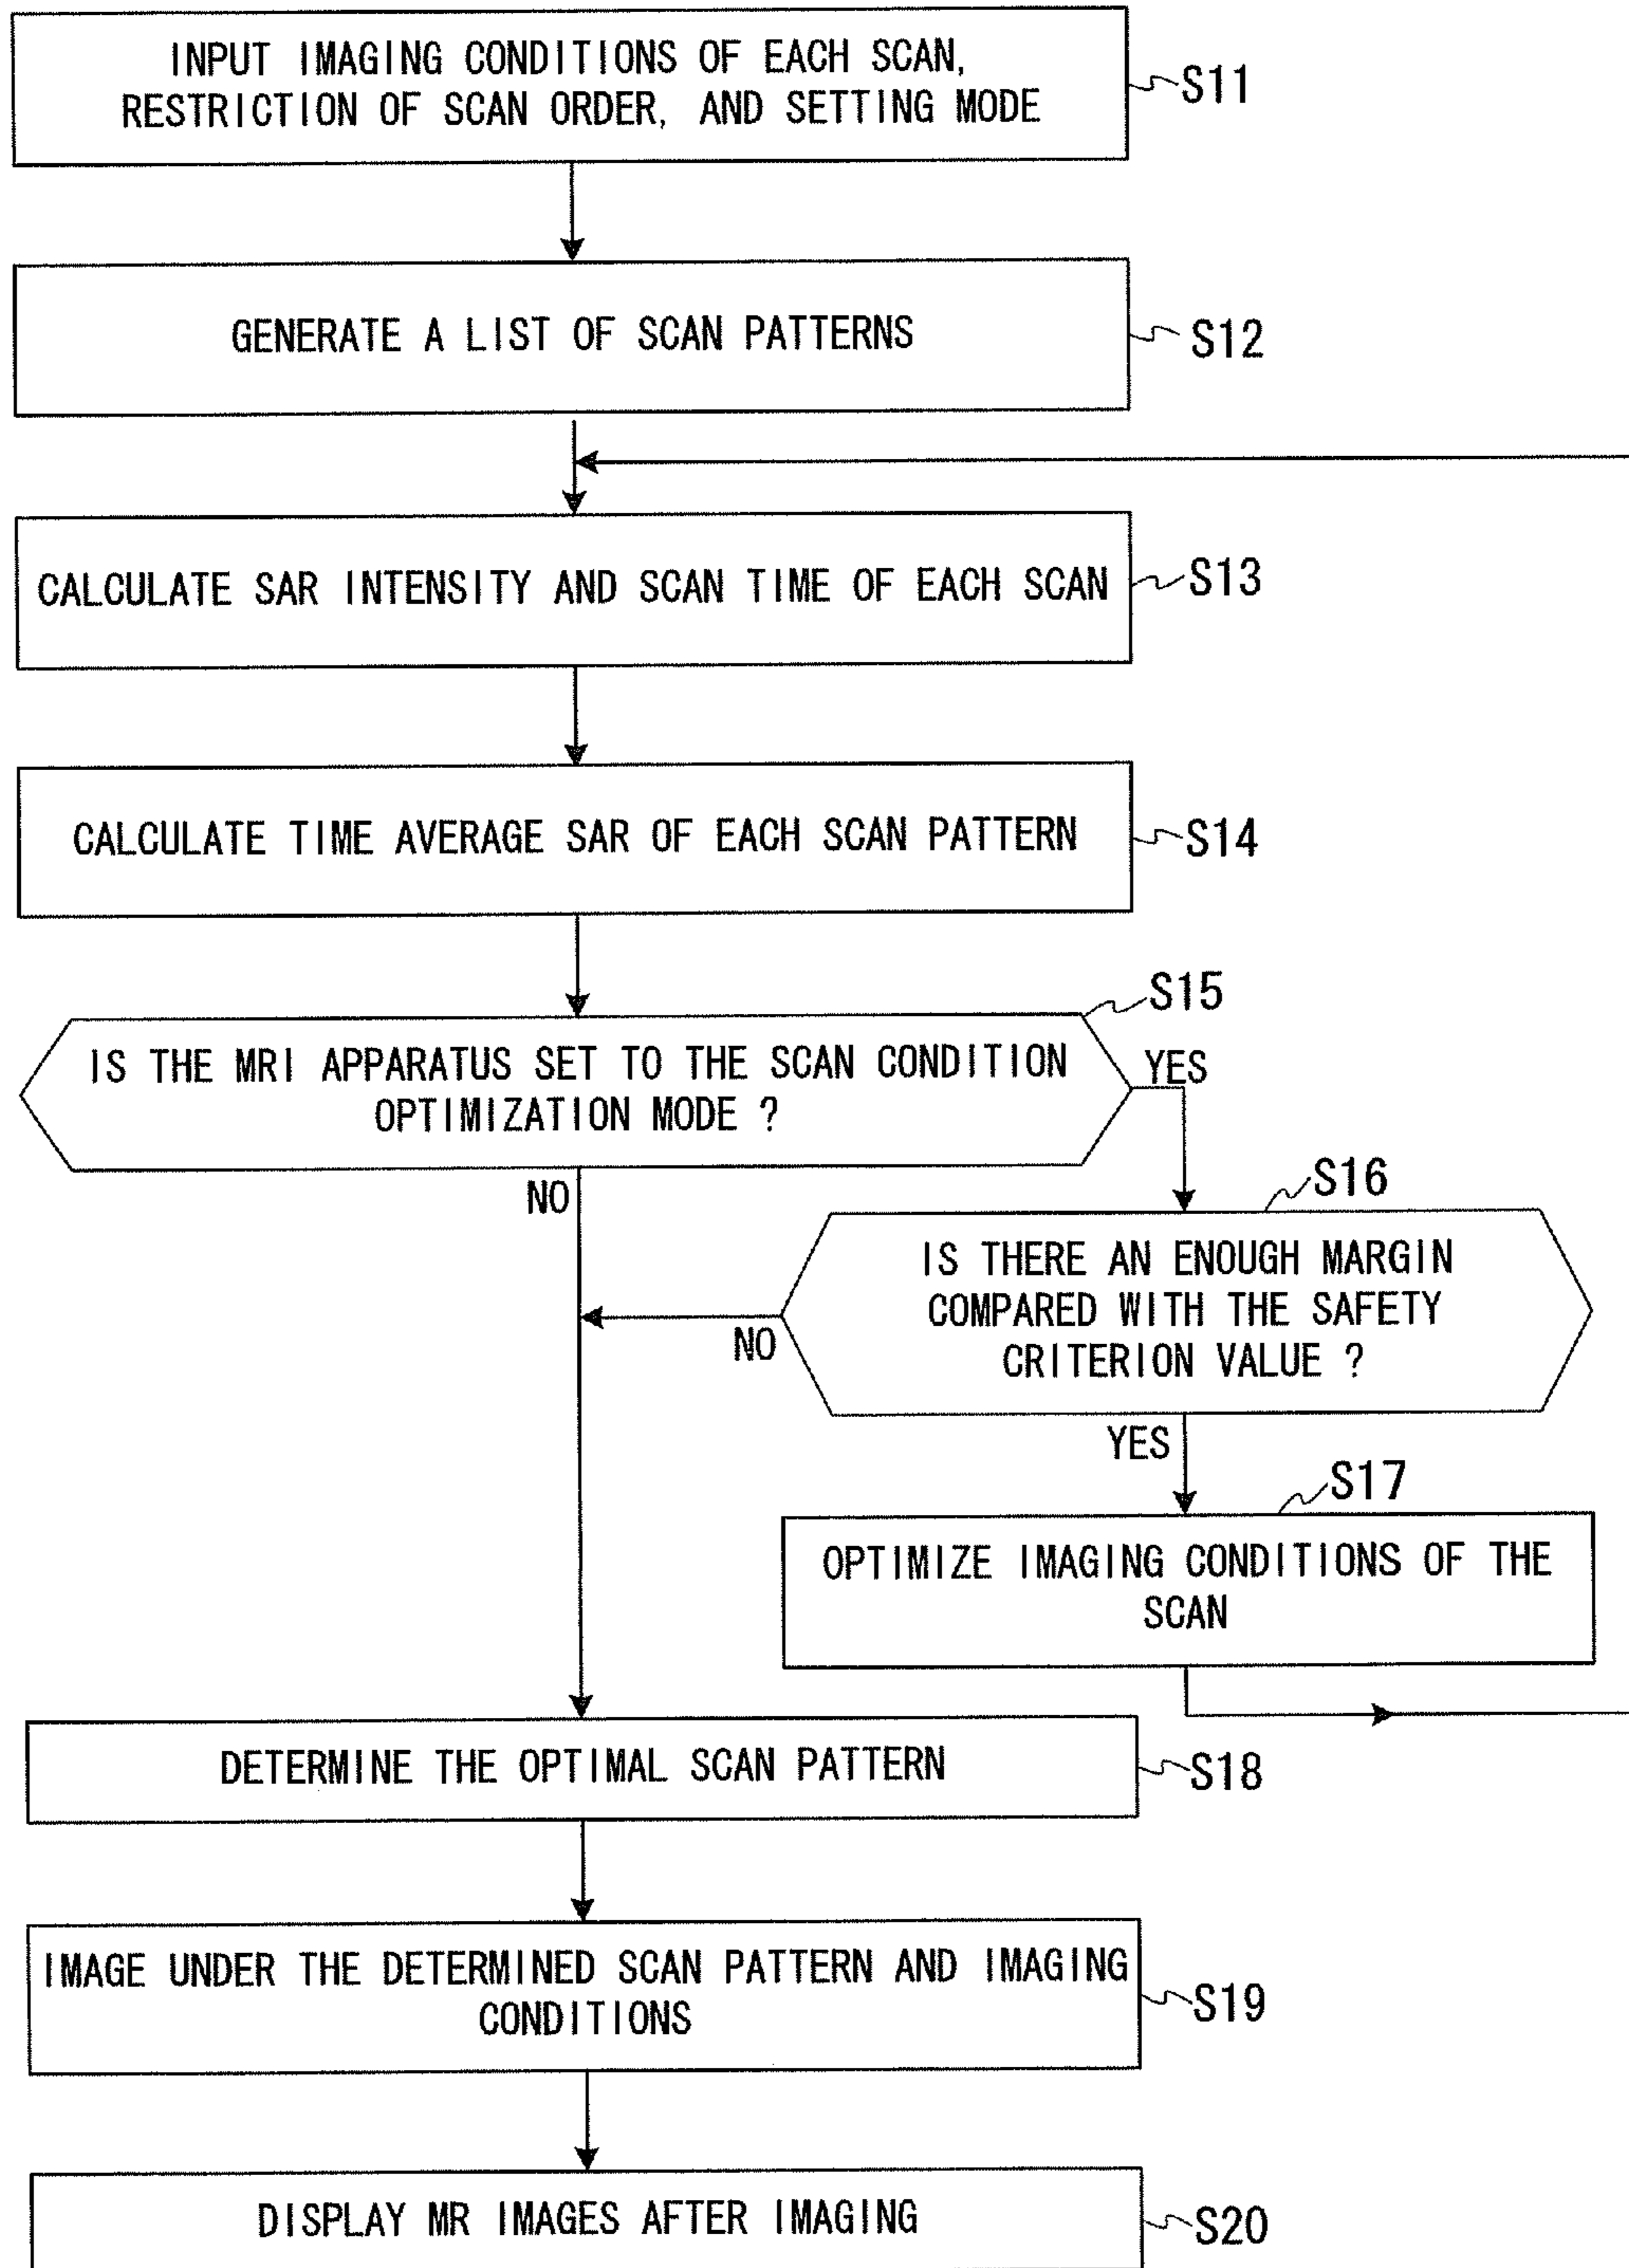 INPUT IMAGING CONDITIONS OF EACH SCAN,
RESTRICTION OF SCAN ORDER, AND SETTING MODE
S11
GENERATE A LIST OF SCAN PATTERNS
S12
CALCULATE SAR INTENSITY AND SCAN TIME OF EACH SCAN
S13
CALCULATE TIME AVERAGE SAR OF EACH SCAN PATTERN
S14
S15
IS THE MRI APPARATUS SET TO THE SCAN CONDITION
OPTIMIZATION MODE ?
YES
NO
S16
IS THERE AN ENOUGH MARGIN
COMPARED WITH THE SAFETY
CRITERION VALUE ?
NO
YES
S17
OPTIMIZE IMAGING CONDITIONS OF THE
SCAN
DETERMINE THE OPTIMAL SCAN PATTERN
S18
IMAGE UNDER THE DETERMINED SCAN PATTERN AND IMAGING
CONDITIONS
S19
DISPLAY MR IMAGES AFTER IMAGING
S20